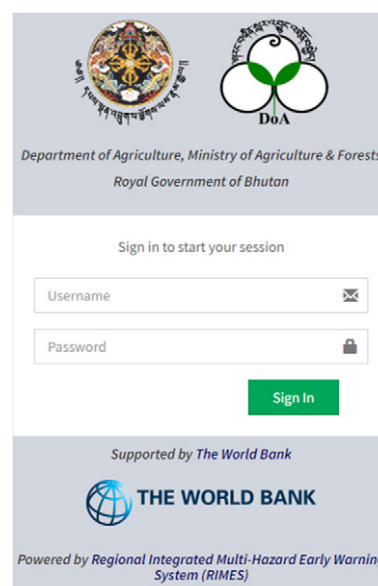 DoA
Department of Agriculture, Ministry of Agriculture & Forests
Royal Government of Bhutan
Sign in to start your session
Username
Password
Sign In
Supported by The World Bank
THE WORLD BANK
Powered by Regional Integrated Multi-Hazard Early Warning
System (RIMES)